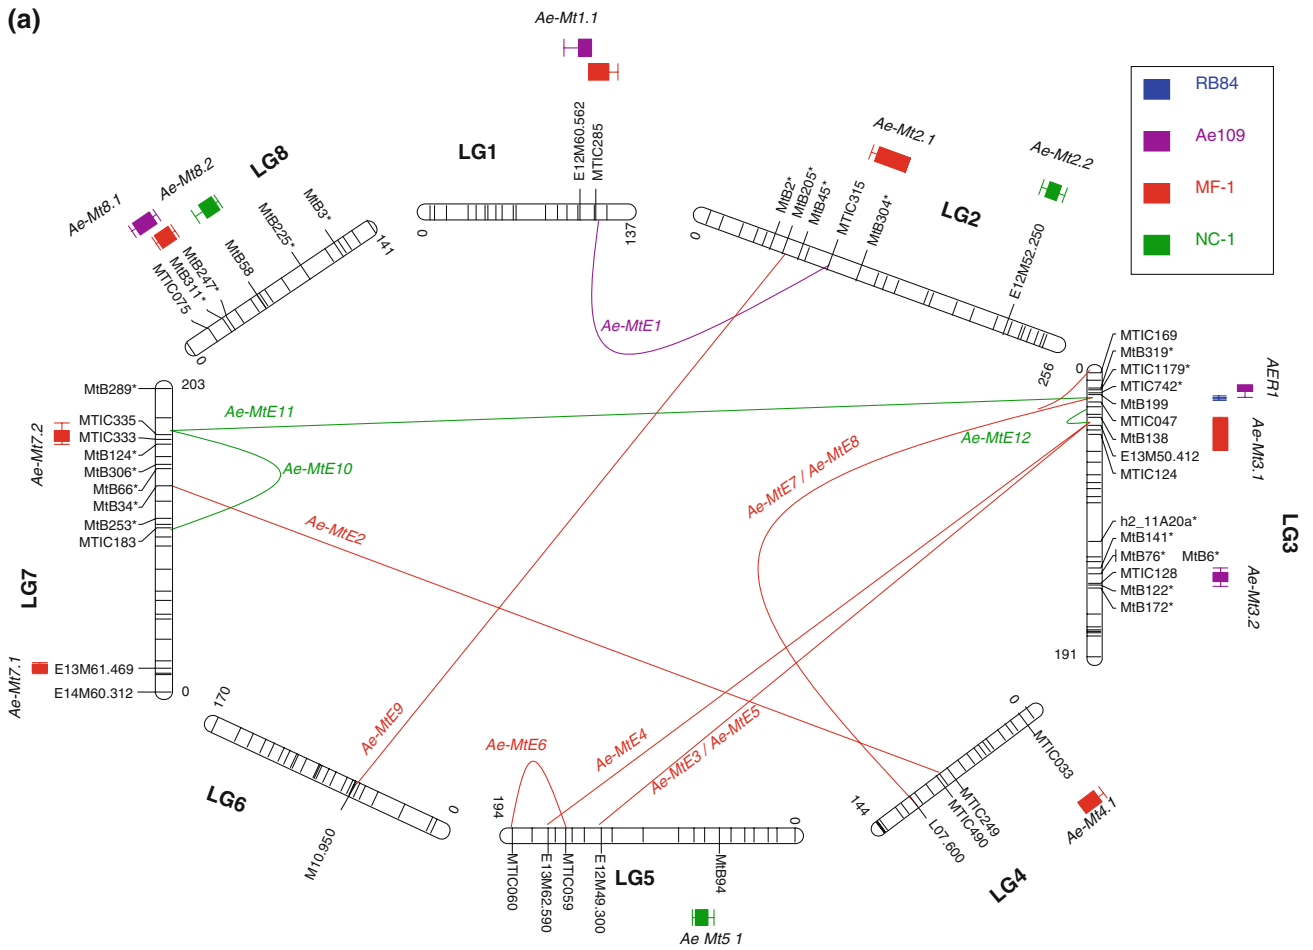 (a)
Ae-Mt1.1
E12M60.562
MTIC285
LG1
0
137
Ae-Mt2.1
Ae-Mt2.2
LG2
MtB2*
MtB205*
MtB45*
MTIC315
MtB304*
E12M52.250
0
256
RB84
Ae109
MF-1
NC-1
LG8
Ae-Mt8.1
Ae-Mt8.2
MTIC075
MtB311*
MtB247*
MtB58
MtB225*
MtB3*
141
0
Ae-MtE1
MTIC169
MtB319*
MTIC1179*
MTIC742*
MtB199
MTIC047
MtB138
E13M50.412
MTIC124
h2_11A20a*
MtB141*
MtB76*
MtB6*
MTIC128
MtB122*
MtB172*
0
191
AER1
Ae-Mt3.1
Ae-Mt3.2
LG3
203
MtB289*
MTIC335
MTIC333
MtB124*
MtB306*
MtB66*
MtB34*
MtB253*
MTIC183
Ae-Mt7.2
LG7
Ae-Mt7.1
E13M61.469
E14M60.312
0
Ae-MtE11
Ae-MtE10
Ae-MtE12
Ae-MtE2
Ae-MtE7 / Ae-MtE8
Ae-MtE9
Ae-MtE6
Ae-MtE4
Ae-MtE3 / Ae-MtE5
170
0
LG6
M10.950
194
0
MTIC060
E13M62.590
MTIC059
E12M49.300
LG5
MtB94
Ae Mt5 1
0
144
MTIC033
MTIC249
MTIC490
L07.600
Ae-Mt4.1
LG4